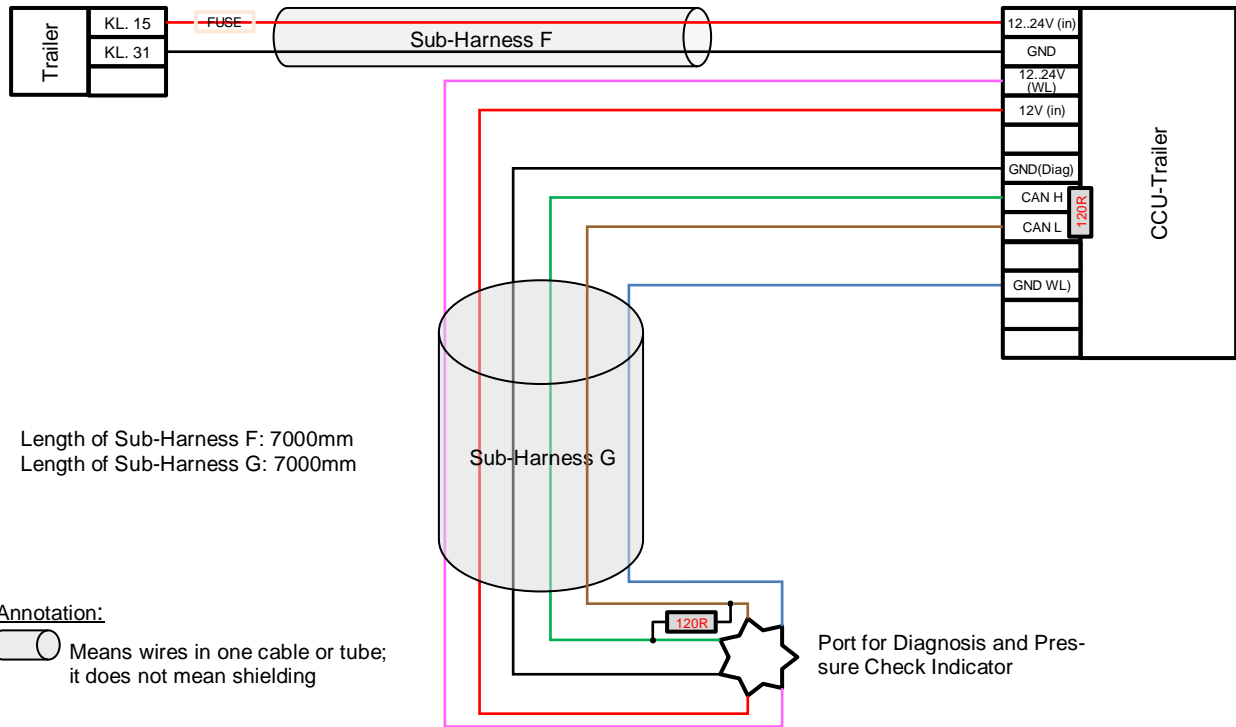 Trailer
KL. 15
KL. 31
FUSE
Sub-Harness F
12..24V (in)
GND
12..24V
(WL)
12V (in)
GND(Diag)
CAN H
CAN L
GND WL)
120R
CCU-Trailer
Sub-Harness G
Length of Sub-Harness F: 7000mm
Length of Sub-Harness G: 7000mm
Annotation:
Means wires in one cable or tube;
it does not mean shielding
120R
Port for Diagnosis and Pres-
sure Check Indicator